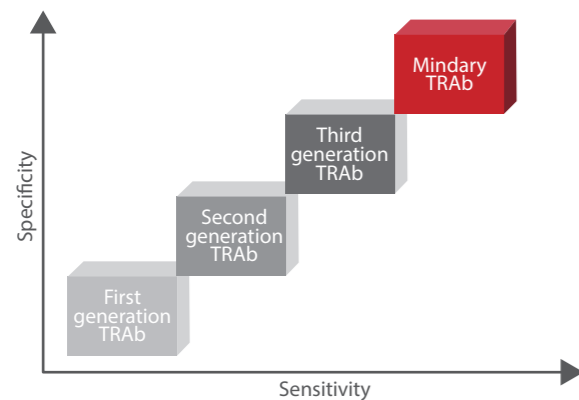 Mindary
TRAb
Third
generation
TRAb
Second
generation
TRAb
First
generation
TRAb
Specificity
Sensitivity